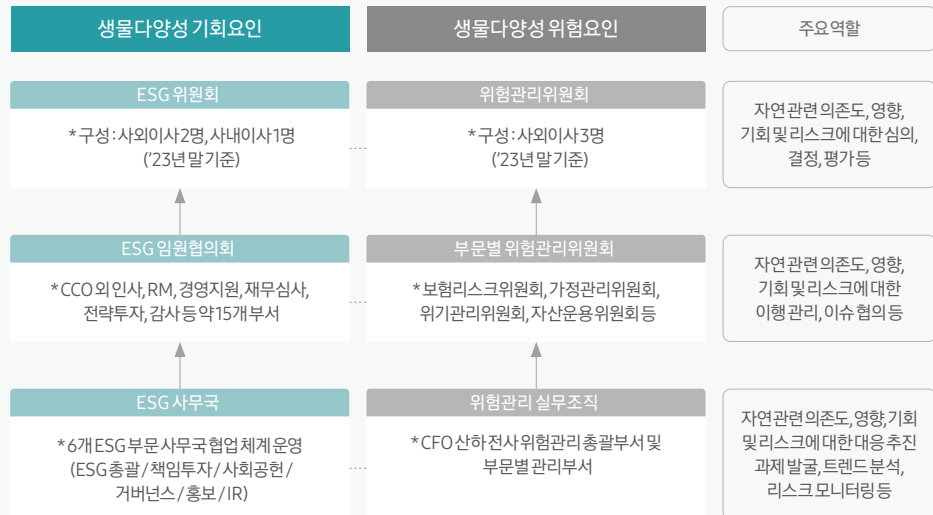 생물다양성 기회요인
생물다양성 위험요인
주요역할
ESG 위원회
* 구성 : 사외이사 2명, 사내이사 1명
('23년 말 기준)
위험관리위원회
* 구성 : 사외이사 3명
('23년 말 기준)
자연 관련 의존도, 영향,
기회 및 리스크에 대한 심의,
결정, 평가 등
ESG 임원협의회
* CCO 외 인사, RM, 경영지원, 재무심사,
전략투자, 감사 등 약 15개 부서
부문별 위험관리위원회
* 보험리스크위원회, 가정관리위원회,
위기관리위원회, 자산운용위원회 등
자연 관련 의존도, 영향,
기회 및 리스크에 대한
이행 관리, 이슈 협의 등
ESG 사무국
* 6개 ESG 부문 사무국 협업 체계 운영
(ESG 총괄 / 책임투자 / 사회공헌 /
거버넌스 / 홍보 / IR)
위험관리 실무조직
* CFO 산하 전사위험관리 총괄부서 및
부문별 관리부서
자연 관련 의존도, 영향, 기회
및 리스크에 대한 대응 추진
과제 발굴, 트렌드 분석,
리스크 모니터링 등